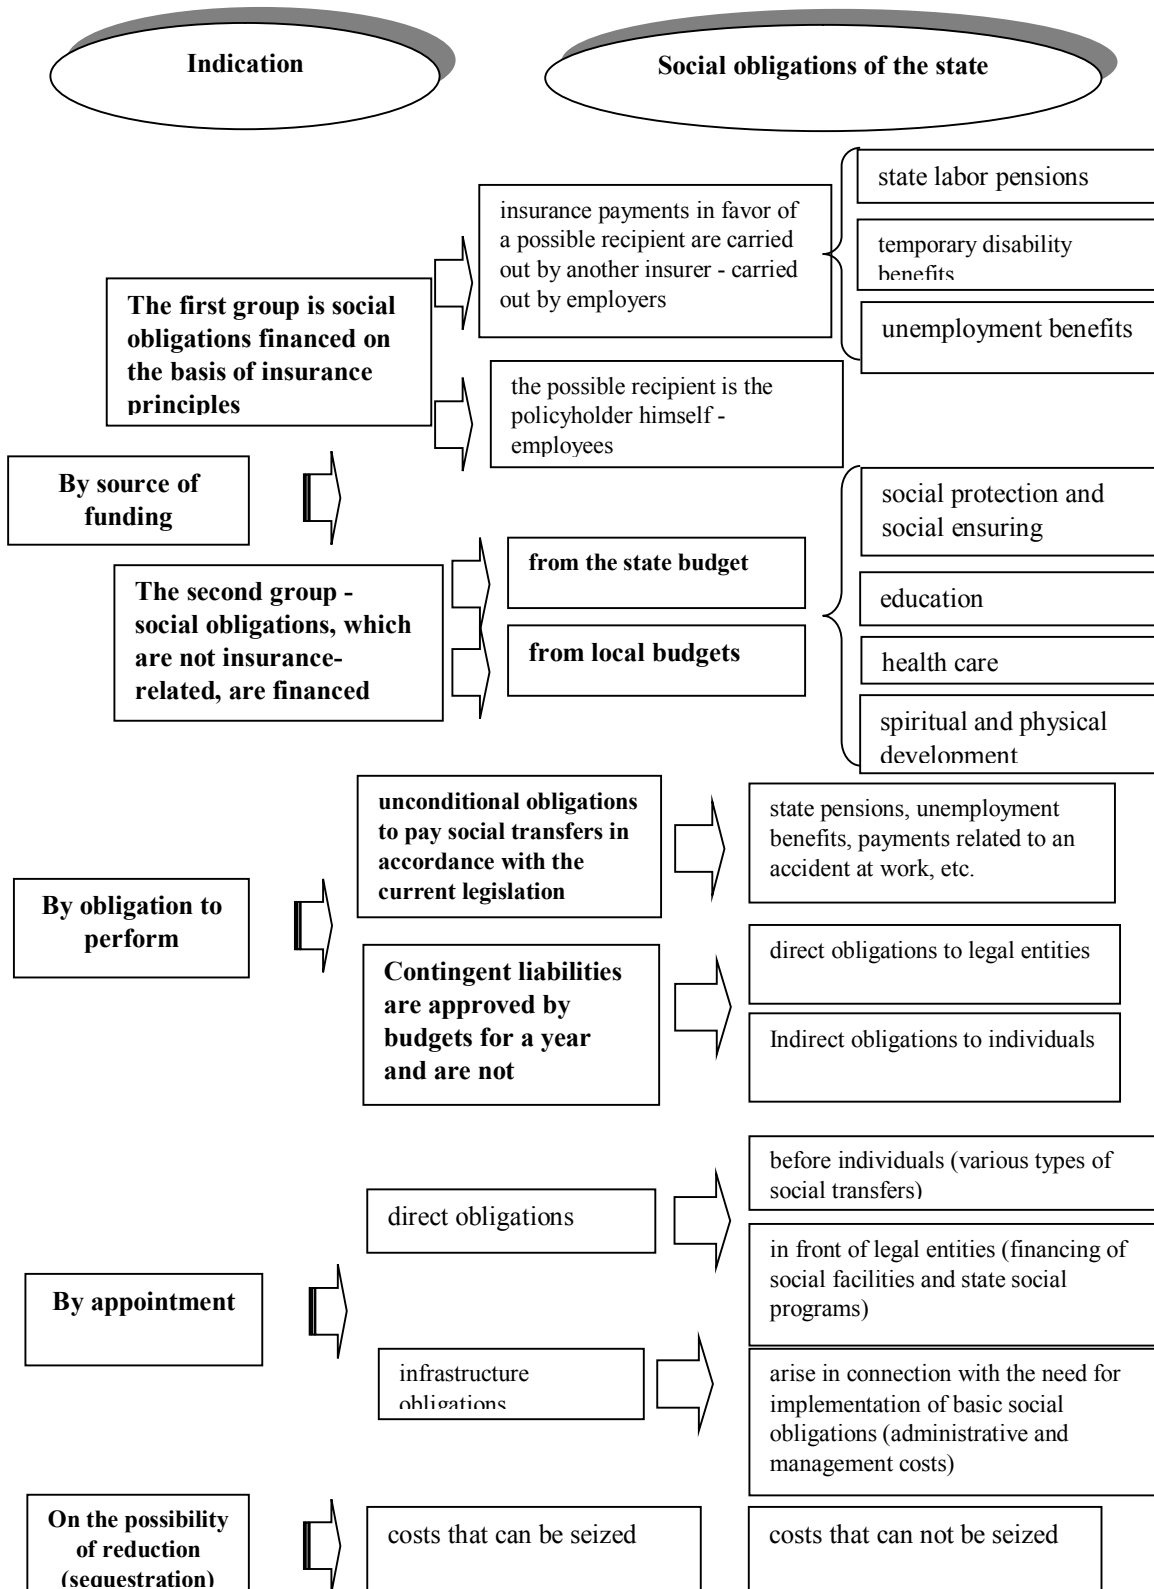 Indication
Social obligations of the state
state labor pensions
insurance payments in favor of
a possible recipient are carried
out by another insurer - carried
out by employers
temporary disability
benefits
The first group is social
obligations financed on
the basis of insurance
principles
unemployment benefits
the possible recipient is the
policyholder himself -
employees
By source of
funding
social protection and
social ensuring
from the state budget
The second group -
social obligations, which
are not insurance-
related, are financed
education
from local budgets
health care
spiritual and physical
development
unconditional obligations
to pay social transfers in
accordance with the
current legislation
state pensions, unemployment
benefits, payments related to an
accident at work, etc.
By obligation to
perform
Contingent liabilities
are approved by
budgets for a year
and are not
direct obligations to legal entities
Indirect obligations to individuals
before individuals (various types of
social transfers)
direct obligations
in front of legal entities (financing of
social facilities and state social
programs)
By appointment
infrastructure
obligations
arise in connection with the need for
implementation of basic social
obligations (administrative and
management costs)
On the possibility
of reduction
(sequestration)
costs that can be seized
costs that can not be seized